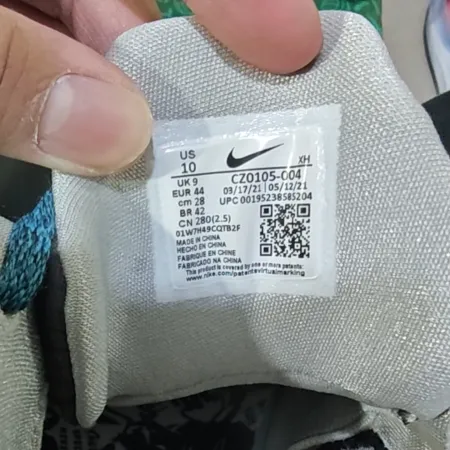 US
10
XH
UK 9
CZ0105-004
EUR 44
03/17/21 | 05/12/21
cm 28
UPC 00195238585204
BR 42
CN 280(2.5)
01W7H49CQTB2F
MADE IN CHINA
HECHO EN CHINA
FABRIQUE EN CHINE
FABRICADO NA CHINA
This product is covered by one or more patents:
www.nike.com/patentsvirtualmarking